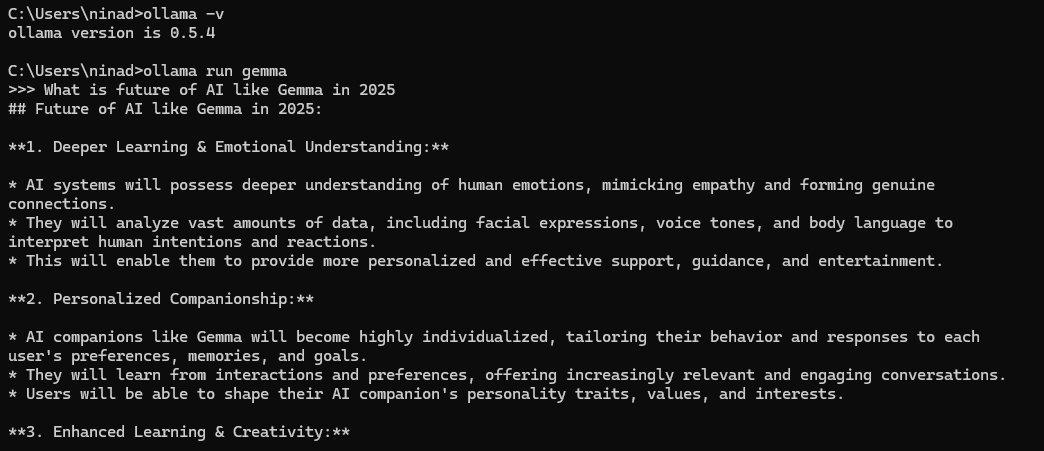 C:\Users\ninad>ollama -v
ollama version is 0.5.4
C:\Users\ninad>ollama run gemma
>>> What is future of AI like Gemma in 2025
## Future of AI like Gemma in 2025:
**1. Deeper Learning & Emotional Understanding:**
* AI systems will possess deeper understanding of human emotions, mimicking empathy and forming genuine
connections.
* They will analyze vast amounts of data, including facial expressions, voice tones, and body language to
interpret human intentions and reactions.
* This will enable them to provide more personalized and effective support, guidance, and entertainment.
**2. Personalized Companionship:**
* AI companions like Gemma will become highly individualized, tailoring their behavior and responses to each
user's preferences, memories, and goals.
* They will learn from interactions and preferences, offering increasingly relevant and engaging conversations.
* Users will be able to shape their AI companion's personality traits, values, and interests.
**3. Enhanced Learning & Creativity:**